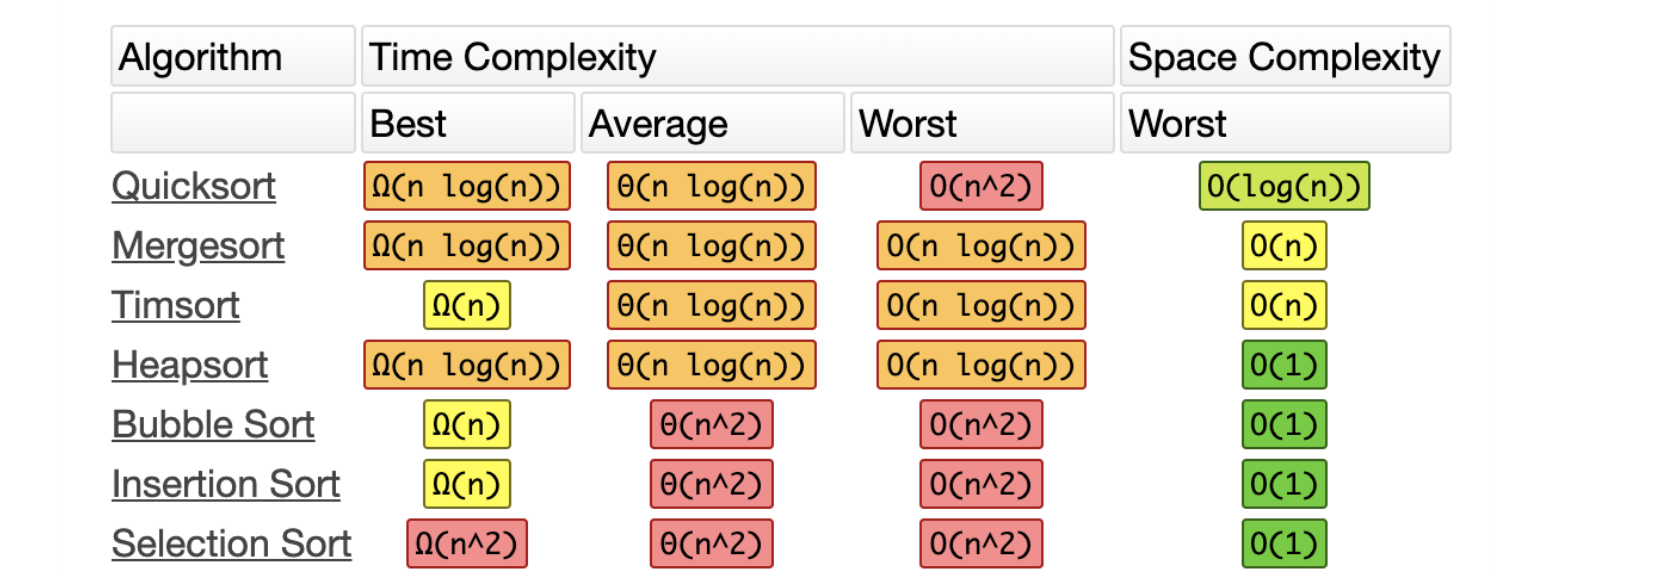 Algorithm Time Complexity Space Complexity
Best Average Worst Worst
Quicksort Ω(n log(n)) Θ(n log(n)) O(n^2) O(log(n))
Mergesort Ω(n log(n)) Θ(n log(n)) O(n log(n)) O(n)
Timsort Ω(n) Θ(n log(n)) O(n log(n)) O(n)
Heapsort Ω(n log(n)) Θ(n log(n)) O(n log(n)) O(1)
Bubble Sort Ω(n) Θ(n^2) O(n^2) O(1)
Insertion Sort Ω(n) Θ(n^2) O(n^2) O(1)
Selection Sort Ω(n^2) Θ(n^2) O(n^2) O(1)